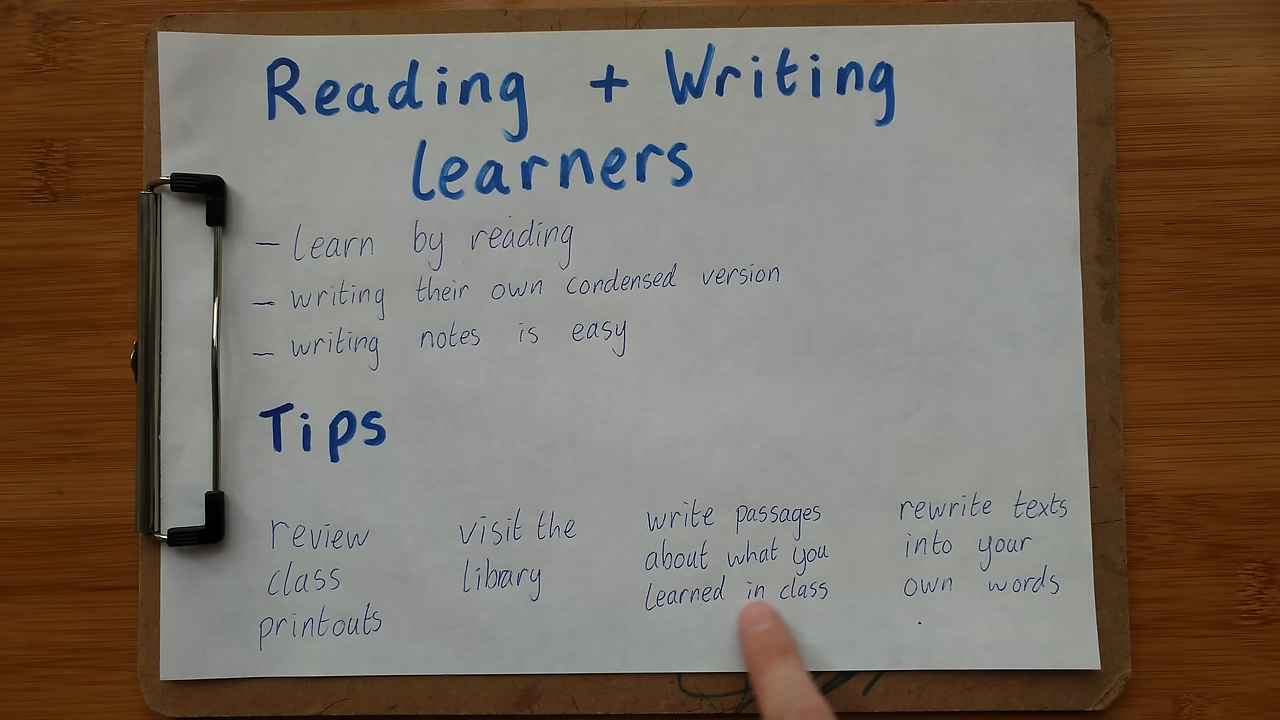 Reading + Writing
learners
- learn by reading
- writing their own condensed version
- writing notes is easy
Tips
review
class
printouts
visit the
library
write passages
about what you
learned in class
rewrite texts
into your
own words